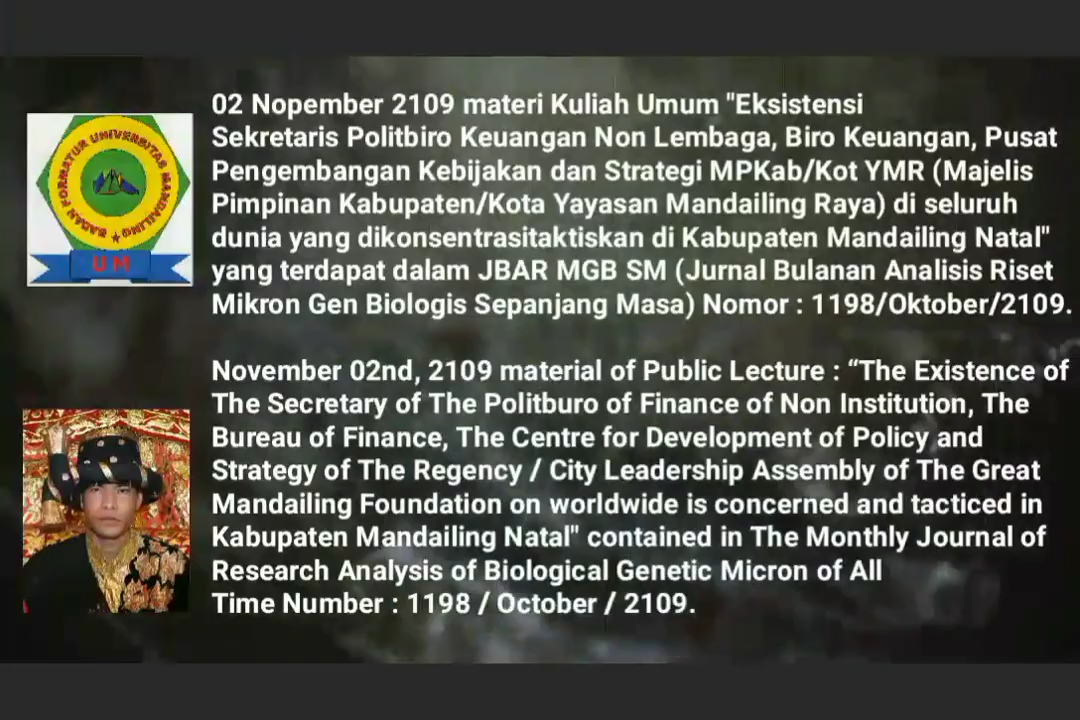 02 Nopember 2109 materi Kuliah Umum "Eksistensi
Sekretaris Politbiro Keuangan Non Lembaga, Biro Keuangan, Pusat
Pengembangan Kebijakan dan Strategi MPKab/Kot YMR (Majelis
Pimpinan Kabupaten/Kota Yayasan Mandailing Raya) di seluruh
dunia yang dikonsentrasitaktiskan di Kabupaten Mandailing Natal"
yang terdapat dalam JBAR MGB SM (Jurnal Bulanan Analisis Riset
Mikron Gen Biologis Sepanjang Masa) Nomor : 1198/Oktober/2109.
BADAN FORMATUR UNIVERSITAS MANDAILING
UM
November 02nd, 2109 material of Public Lecture : “The Existence of
The Secretary of The Politburo of Finance of Non Institution, The
Bureau of Finance, The Centre for Development of Policy and
Strategy of The Regency / City Leadership Assembly of The Great
Mandailing Foundation on worldwide is concerned and tacticed in
Kabupaten Mandailing Natal" contained in The Monthly Journal of
Research Analysis of Biological Genetic Micron of All
Time Number : 1198 / October / 2109.